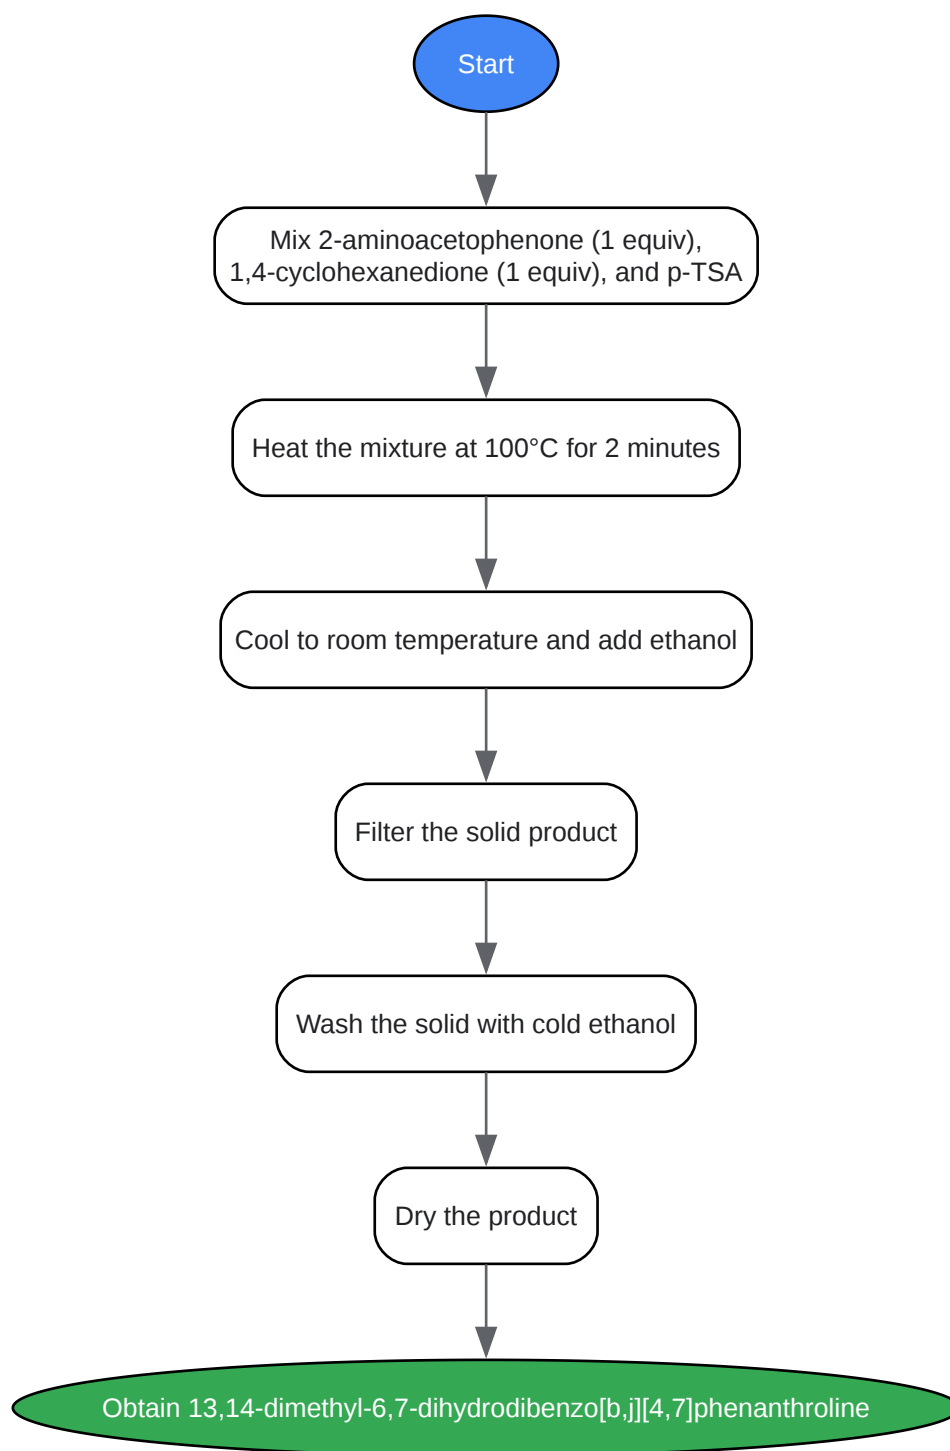 Start
Mix 2-aminoacetophenone (1 equiv),
1,4-cyclohexanedione (1 equiv), and p-TSA
Heat the mixture at 100°C for 2 minutes
Cool to room temperature and add ethanol
Filter the solid product
Wash the solid with cold ethanol
Dry the product
Obtain 13,14-dimethyl-6,7-dihydrodibenzo[b,j][4,7]phenanthroline